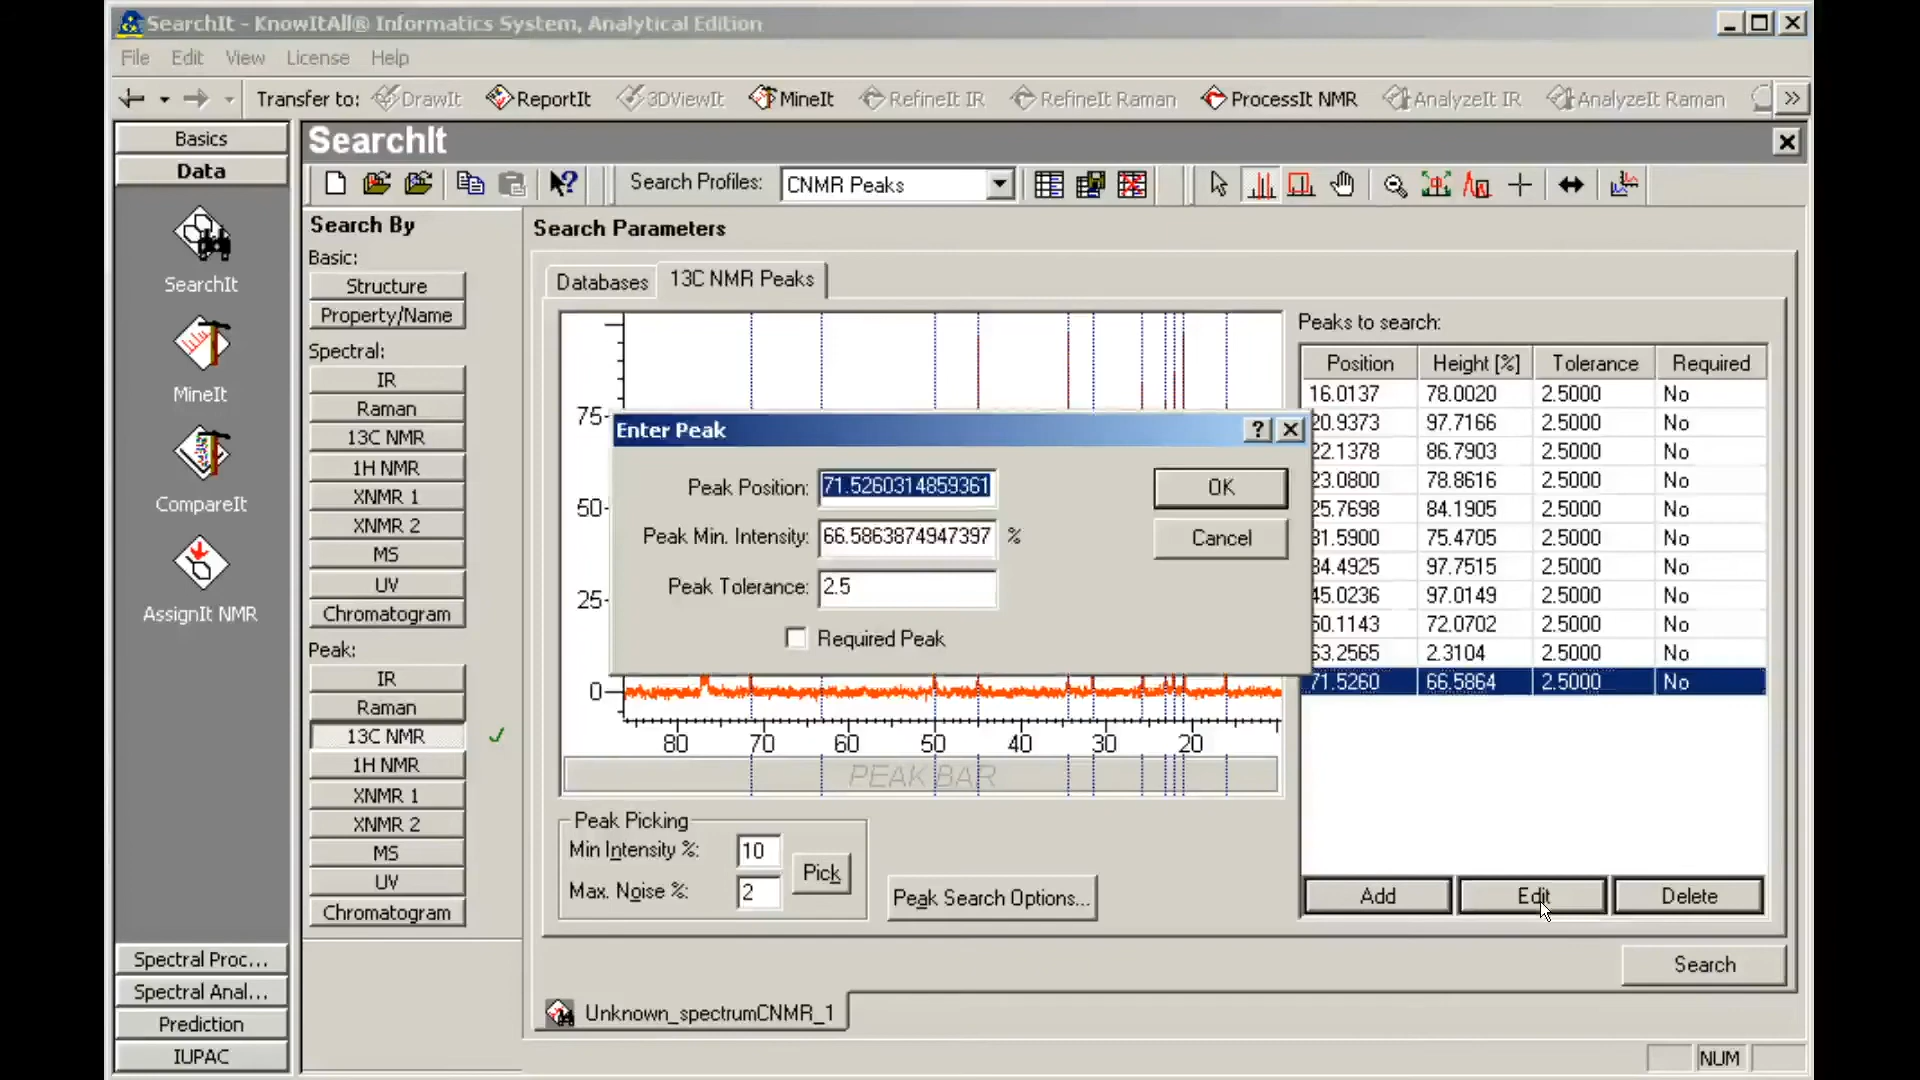 SearchIt - KnowItAll® Informatics System, Analytical Edition
File Edit View License Help
Transfer to: DrawIt ReportIt 3DViewIt MineIt RefineIt IR RefineIt Raman ProcessIt NMR AnalyzeIt IR AnalyzeIt Raman
Basics
Data
SearchIt
MineIt
CompareIt
AssignIt NMR
Spectral Proc...
Spectral Anal...
Prediction
IUPAC
SearchIt
Search Profiles: CNMR Peaks
Search By
Basic:
Structure
Property/Name
Spectral:
IR
Raman
13C NMR
1H NMR
XNMR 1
XNMR 2
MS
UV
Chromatogram
Peak:
IR
Raman
13C NMR
1H NMR
XNMR 1
XNMR 2
MS
UV
Chromatogram
Search Parameters
Databases 13C NMR Peaks
75
50
25
0
80 70 60 50 40 30 20
PEAK BAR
Enter Peak
Peak Position: 71.5260314859361
Peak Min. Intensity: 66.5863874947397 %
Peak Tolerance: 2.5
Required Peak
OK
Cancel
Peaks to search:
Position Height [%] Tolerance Required
16.0137 78.0020 2.5000 No
20.9373 97.7166 2.5000 No
22.1378 86.7903 2.5000 No
23.0800 78.8616 2.5000 No
25.7698 84.1905 2.5000 No
31.5900 75.4705 2.5000 No
34.4925 97.7515 2.5000 No
45.0236 97.0149 2.5000 No
50.1143 72.0702 2.5000 No
63.2565 2.3104 2.5000 No
71.5260 66.5864 2.5000 No
Peak Picking
Min Intensity %: 10
Max. Noise %: 2
Pick
Peak Search Options...
Add Edit Delete
Search
Unknown_spectrumCNMR_1
NUM